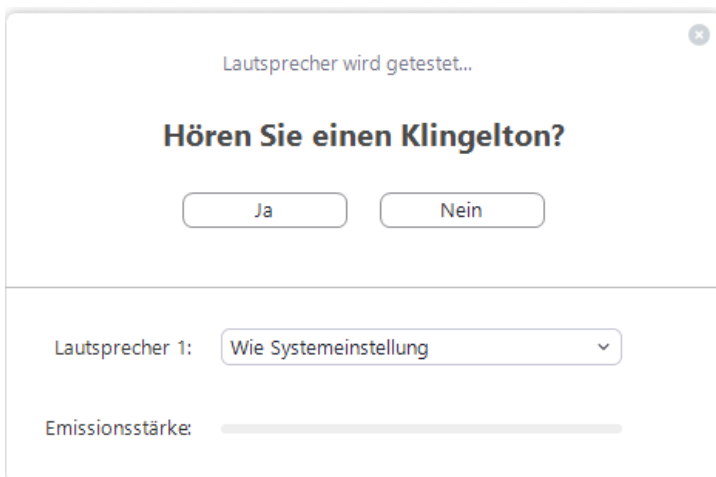 Lautsprecher wird getestet...
Hören Sie einen Klingelton?
Ja Nein
Lautsprecher 1: Wie Systemeinstellung
Emissionsstärke: